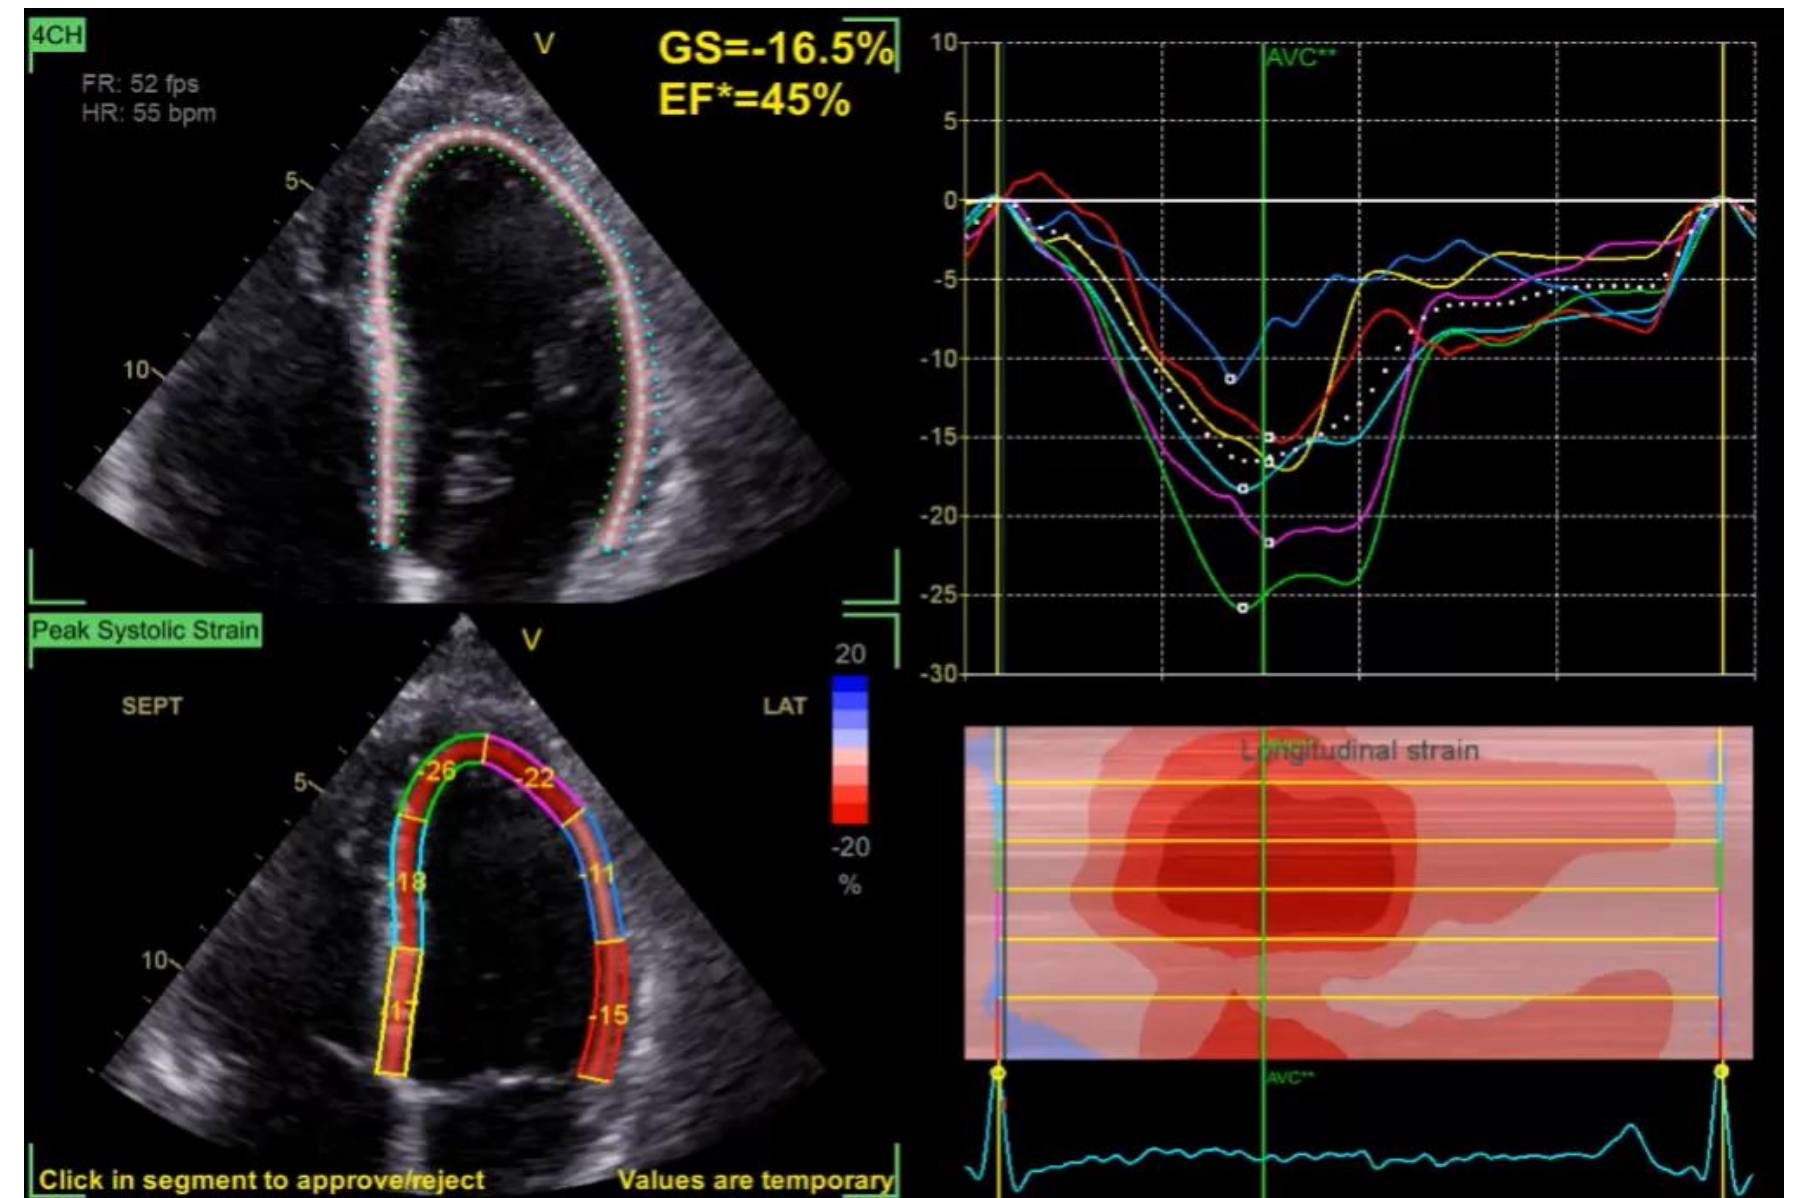 4CH
V
GS=-16.5%
FR: 52 fps
EF*=45%
HR: 55 bpm
5
10
Peak Systolic Strain
V
20
SEPT
LAT
-26
-22
5
-20
%
-18
-11
10
-17
-15
Click in segment to approve/reject
Values are temporary
10
AVC**
5
0
-5
-10
-15
-20
-25
-30
Longitudinal strain
AVC**